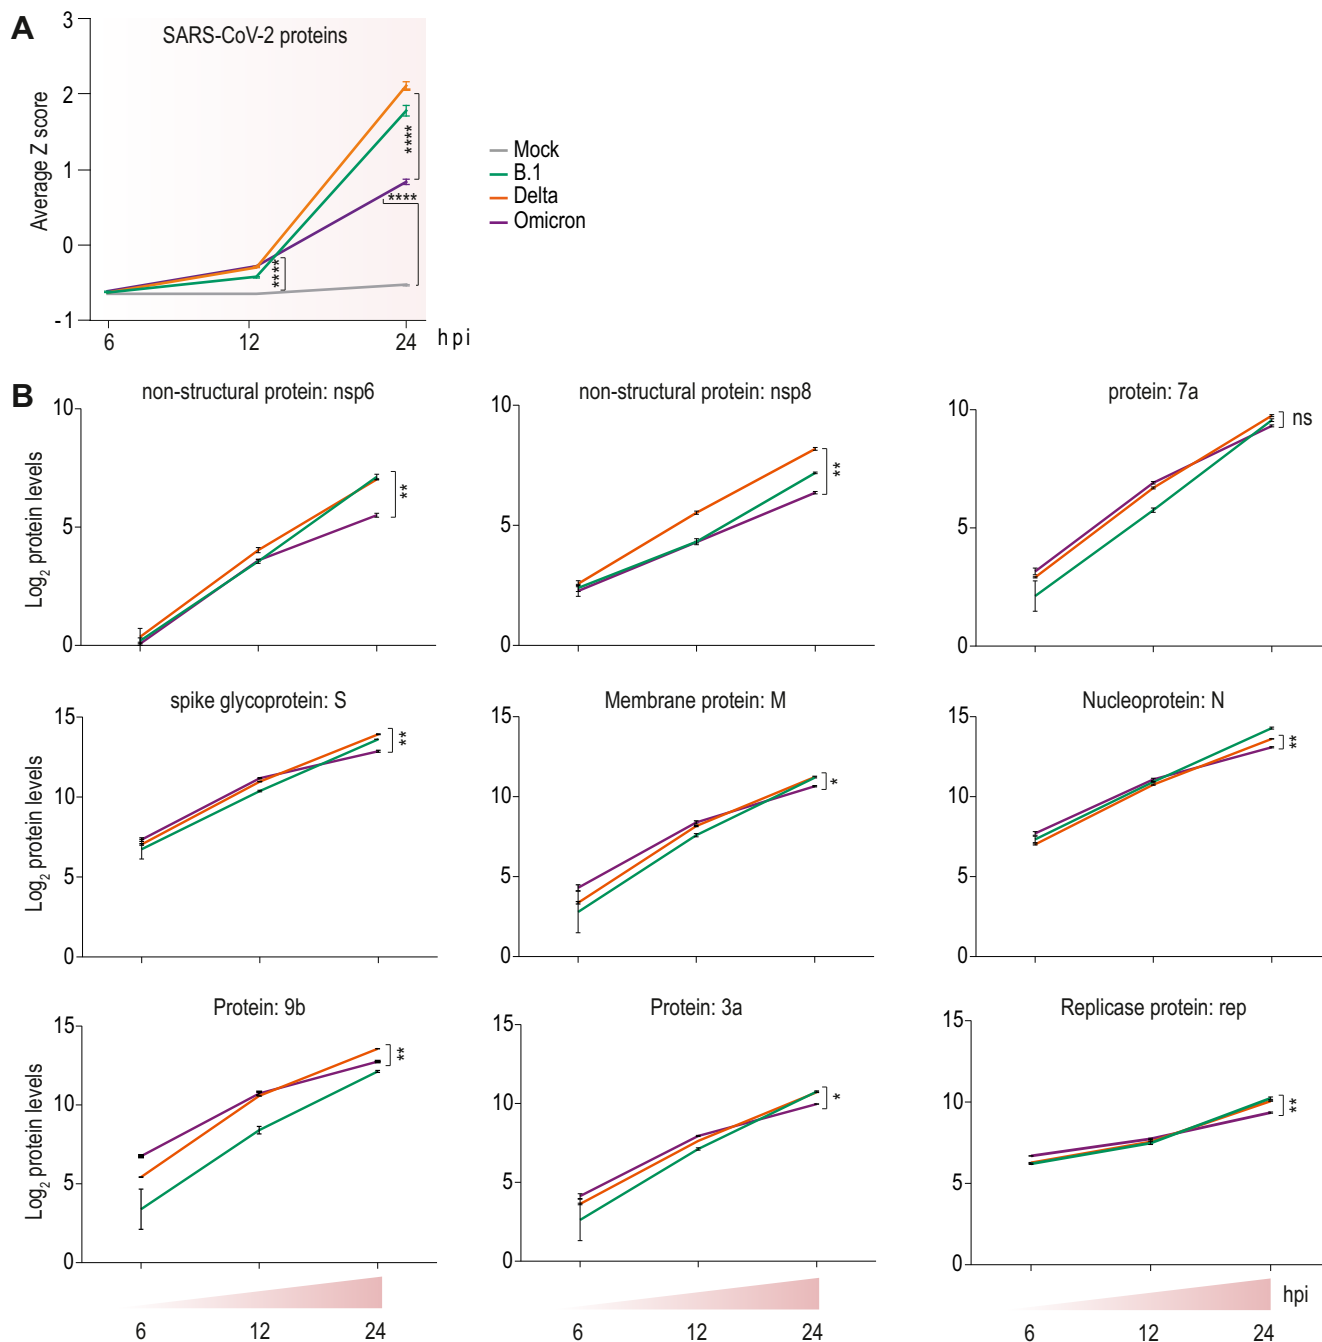 A
SARS-CoV-2 proteins
3
2
1
0
-1
Average Z score
****
****
****
6
12
24
hpi
Mock
B.1
Delta
Omicron
B
non-structural protein: nsp6
non-structural protein: nsp8
protein: 7a
Log2 protein levels
10
5
0
**
10
5
0
**
10
5
0
ns
spike glycoprotein: S
Membrane protein: M
Nucleoprotein: N
Log2 protein levels
15
10
5
0
**
15
10
5
0
*
15
10
5
0
**
Protein: 9b
Protein: 3a
Replicase protein: rep
Log2 protein levels
15
10
5
0
**
15
10
5
0
*
15
10
5
0
**
6
12
24
6
12
24
6
12
24
hpi